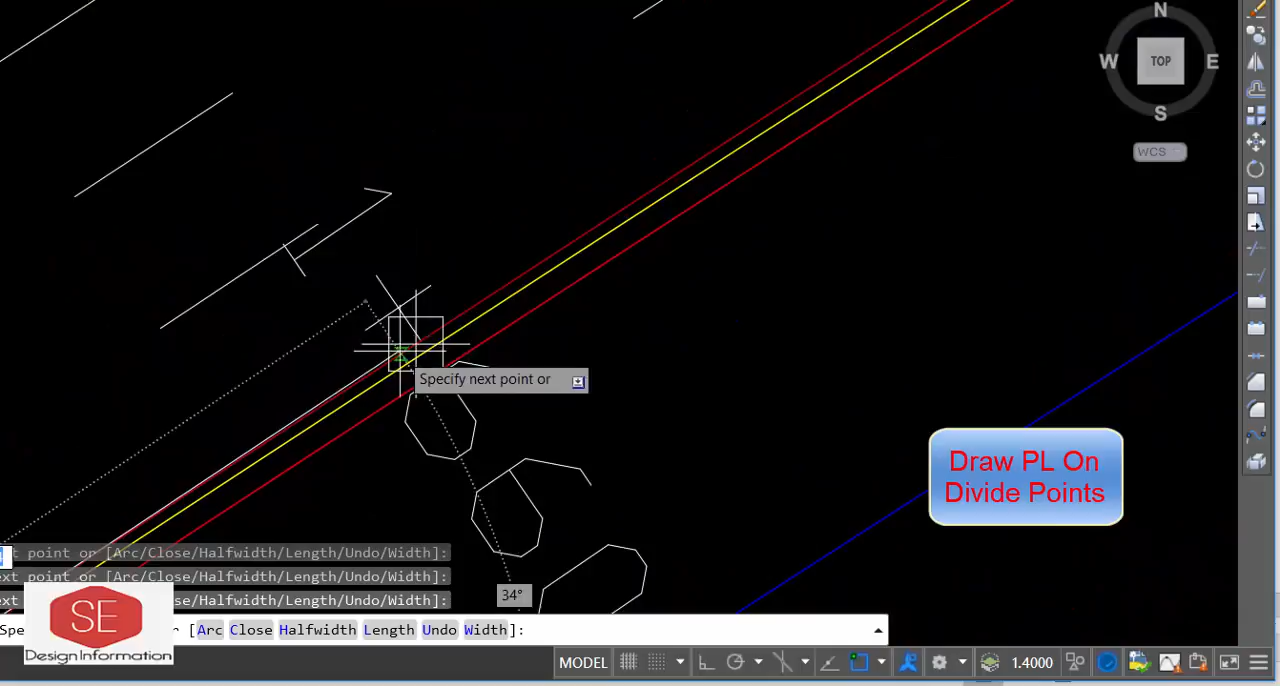 N
W
TOP
E
S
WCS
Specify next point or
Draw PL On
Divide Points
t point or [Arc/Close/Halfwidth/Length/Undo/Width]:
ext point or [Arc/Close/Halfwidth/Length/Undo/Width]:
ext se/Halfwidth/Length/Undo/Width]:
34°
Spe r [Arc Close Halfwidth Length Undo Width]:
SE
Design Information
MODEL
1.4000